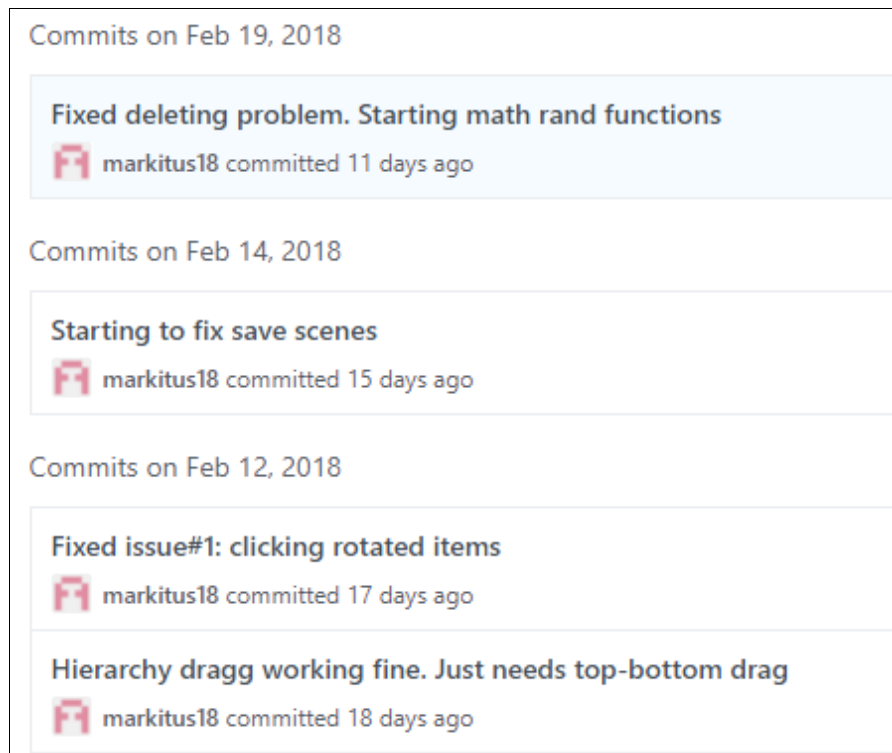 Commits on Feb 19, 2018
Fixed deleting problem. Starting math rand functions
markitus18 committed 11 days ago
Commits on Feb 14, 2018
Starting to fix save scenes
markitus18 committed 15 days ago
Commits on Feb 12, 2018
Fixed issue#1: clicking rotated items
markitus18 committed 17 days ago
Hierarchy dragg working fine. Just needs top-bottom drag
markitus18 committed 18 days ago